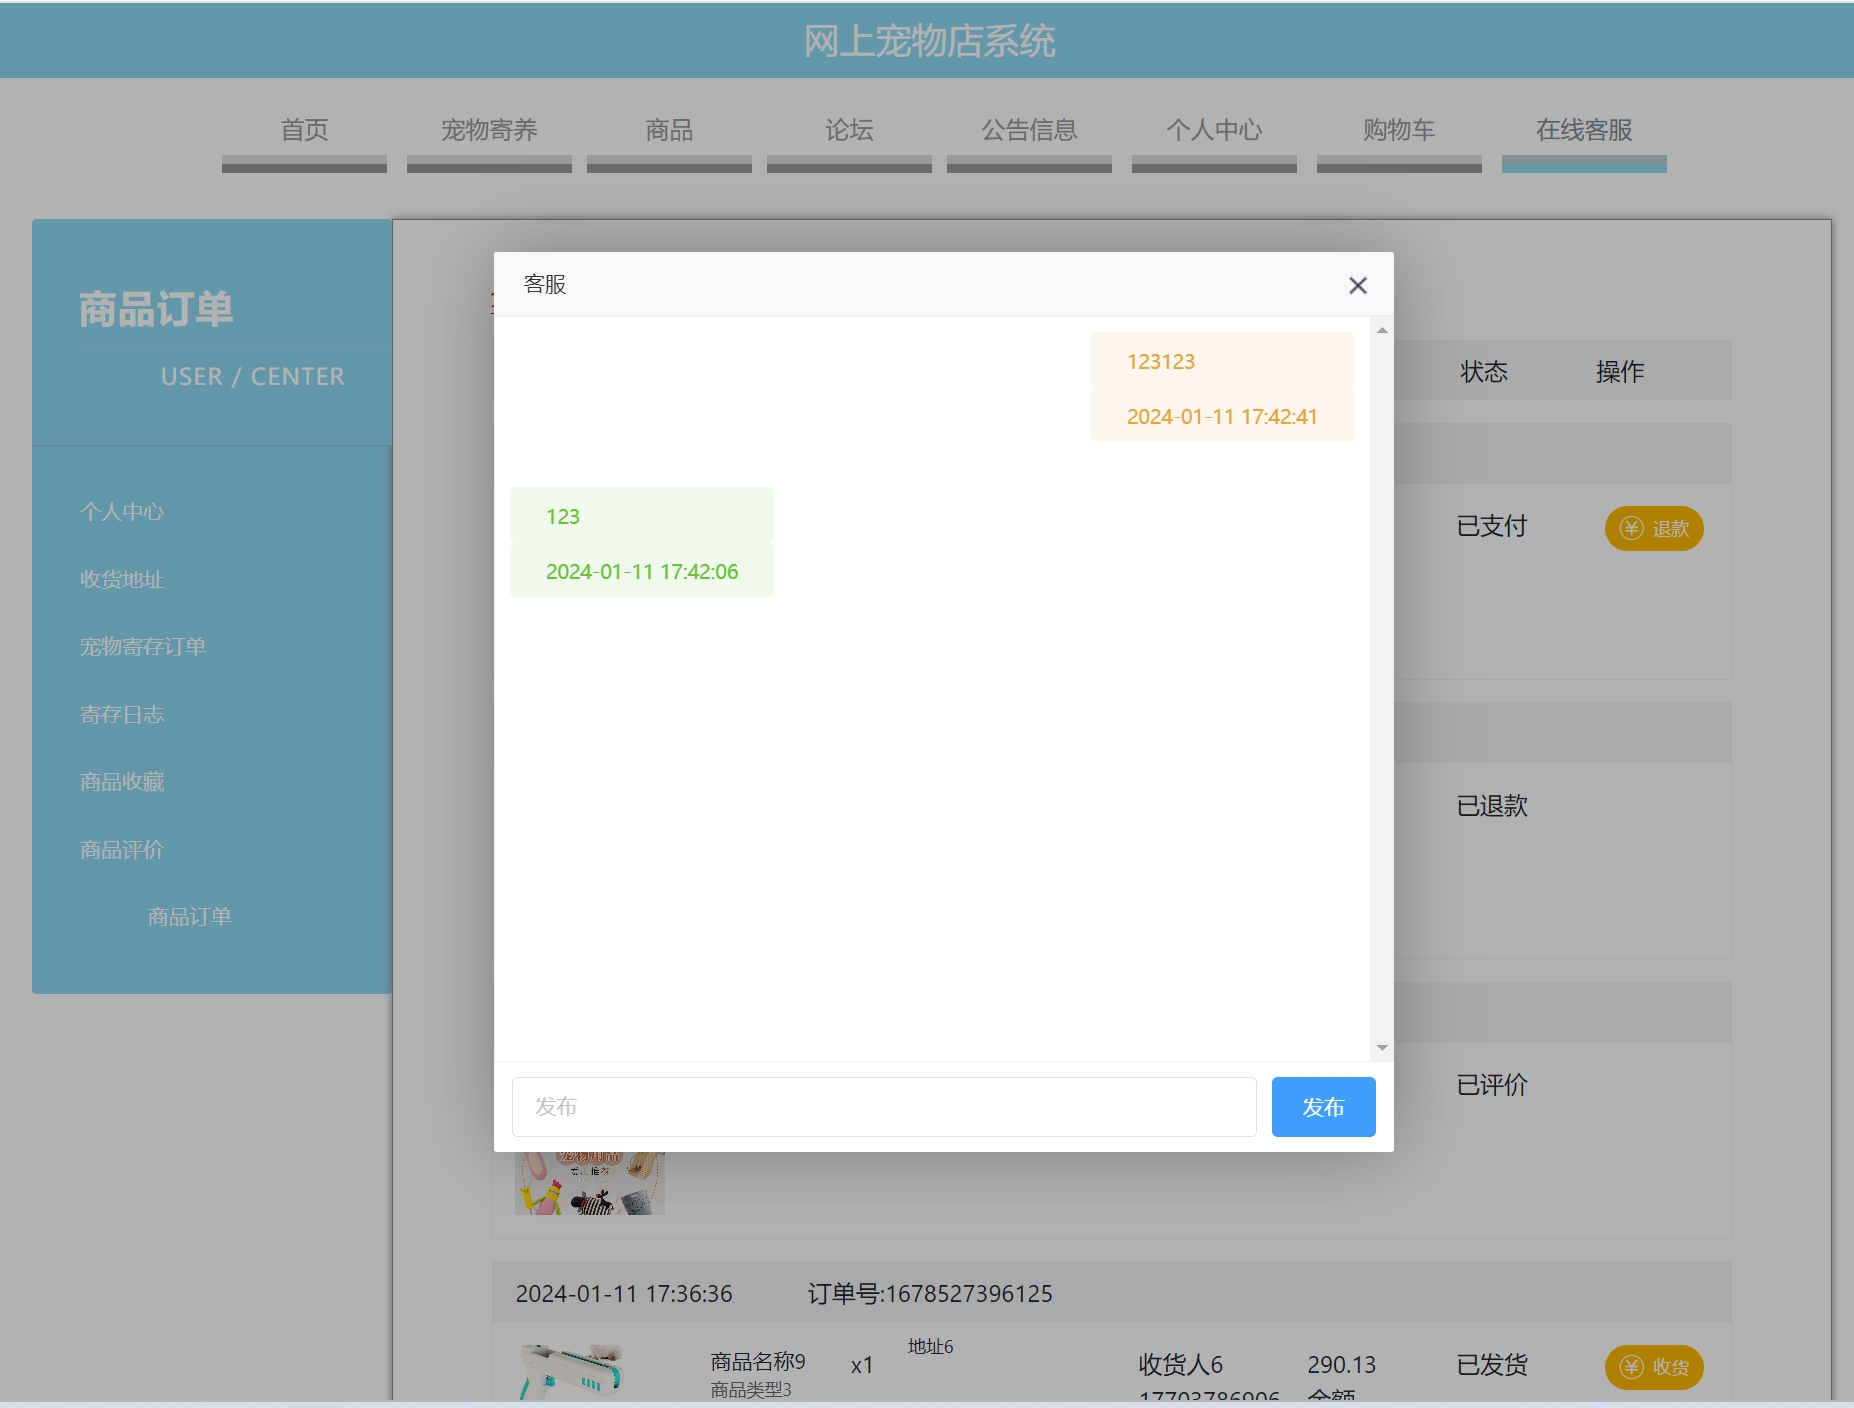 网上宠物店系统
首页 宠物寄养 商品 论坛 公告信息 个人中心 购物车 在线客服
商品订单
USER / CENTER
个人中心
收货地址
宠物寄存订单
寄存日志
商品收藏
商品评价
商品订单
客服
123123
2024-01-11 17:42:41
123
2024-01-11 17:42:06
发布
发布
状态 操作
已支付 退款
已退款
已评价
2024-01-11 17:36:36 订单号:1678527396125
商品名称9 x1 地址6 收货人6 290.13 已发货 收货
商品类型3 17703786906 金额